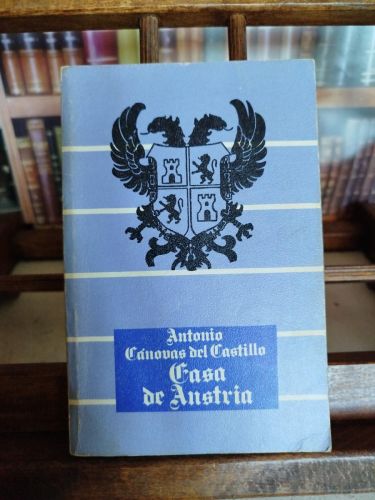 Antonio
Cánovas del Castillo
Casa
de Austria